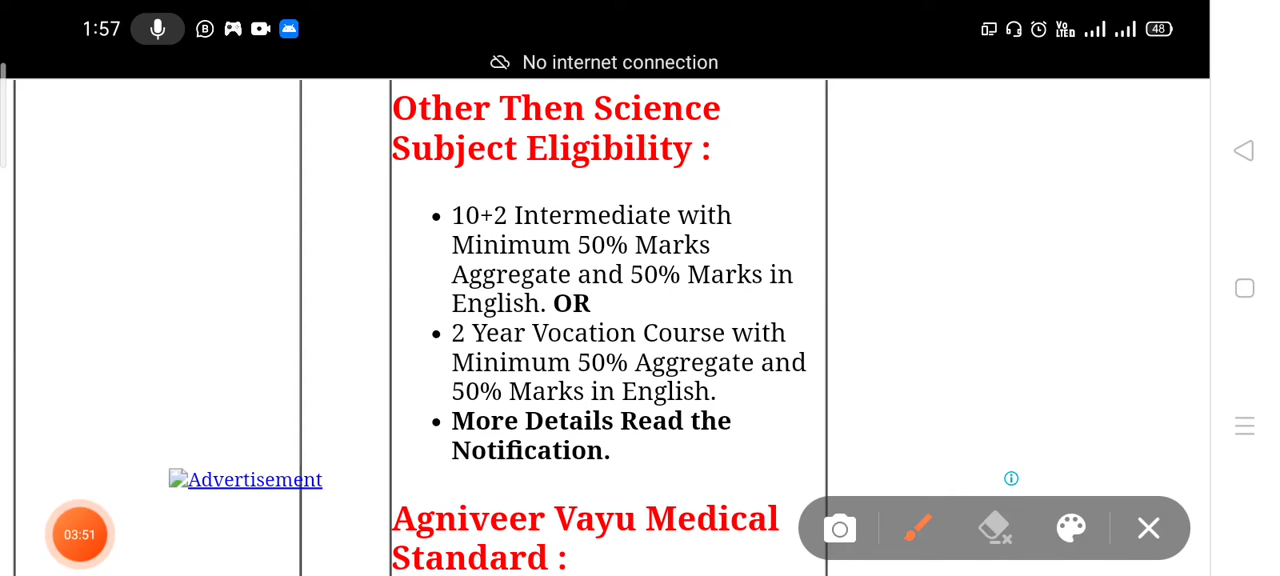 1:57
VoLTED 48
No internet connection
Other Then Science
Subject Eligibility :
10+2 Intermediate with
Minimum 50% Marks
Aggregate and 50% Marks in
English. OR
2 Year Vocation Course with
Minimum 50% Aggregate and
50% Marks in English.
More Details Read the
Notification.
Advertisement
Agniveer Vayu Medical
Standard :
03:51